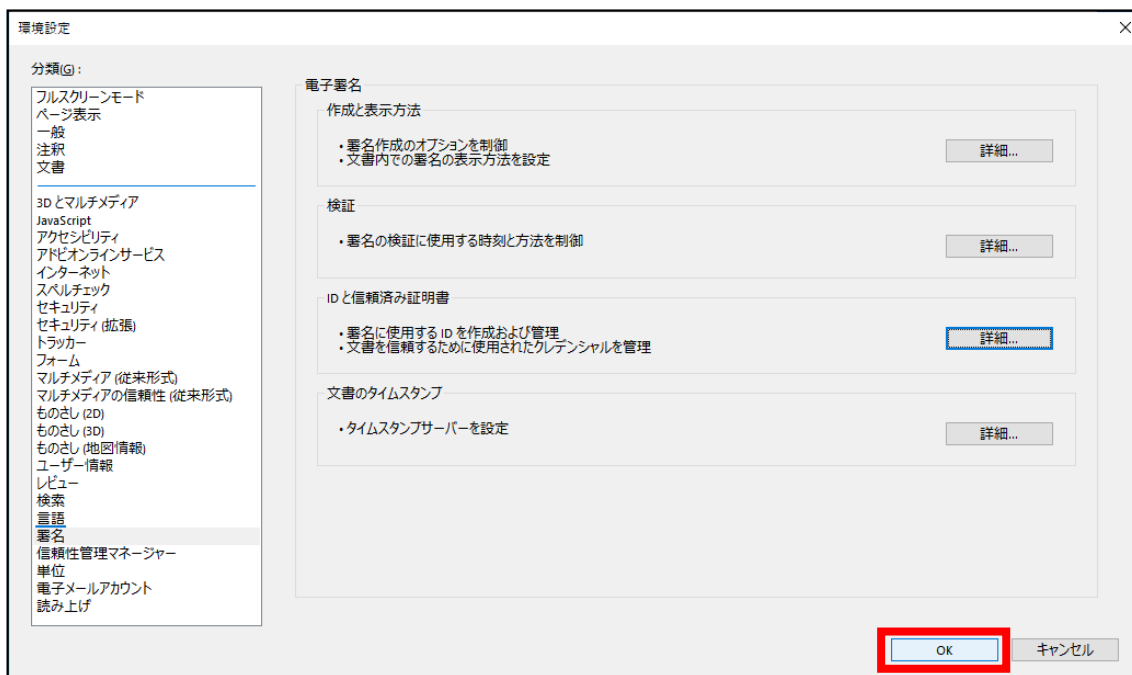 環境設定
分類(G):
フルスクリーンモード
ページ表示
一般
注釈
文書
3D とマルチメディア
JavaScript
アクセシビリティ
アドビオンラインサービス
インターネット
スペルチェック
セキュリティ
セキュリティ (拡張)
トラッカー
フォーム
マルチメディア (従来形式)
マルチメディアの信頼性 (従来形式)
ものさし (2D)
ものさし (3D)
ものさし (地図情報)
ユーザー情報
レビュー
検索
言語
署名
信頼性管理マネージャー
単位
電子メールアカウント
読み上げ
電子署名
作成と表示方法
・署名作成のオプションを制御
・文書内での署名の表示方法を設定
詳細...
検証
・署名の検証に使用する時刻と方法を制御
詳細...
ID と信頼済み証明書
・署名に使用する ID を作成および管理
・文書を信頼するために使用されたクレデンシャルを管理
詳細...
文書のタイムスタンプ
・タイムスタンプサーバーを設定
詳細...
OK
キャンセル